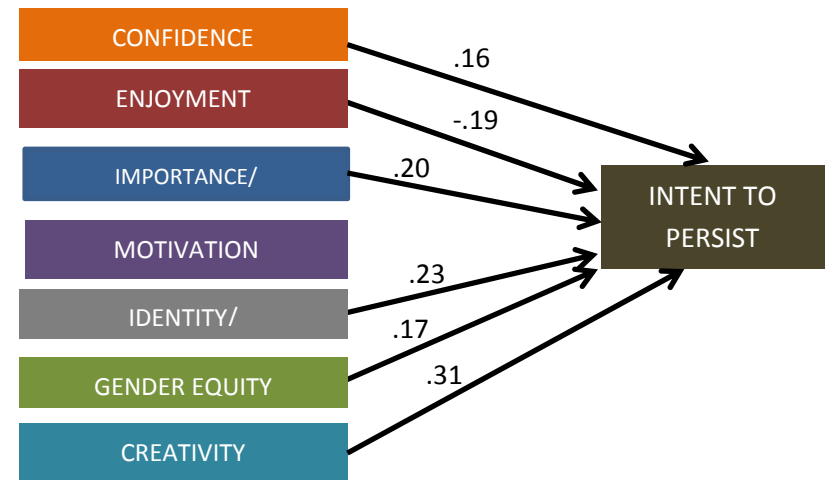 CONFIDENCE
.16
ENJOYMENT
-.19
IMPORTANCE/
.20
INTENT TO
PERSIST
MOTIVATION
.23
IDENTITY/
.17
GENDER EQUITY
.31
CREATIVITY